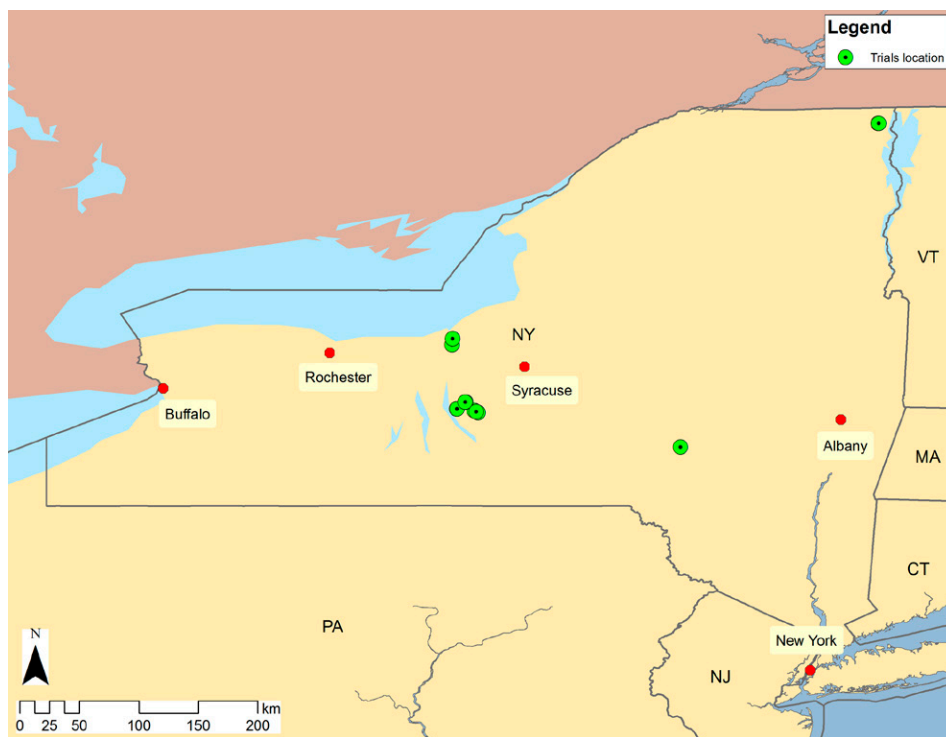 Legend
Trials location
VT
NY
Rochester
Syracuse
Buffalo
Albany
MA
CT
PA
New York
NJ
N
km
0 25 50 100 150 200